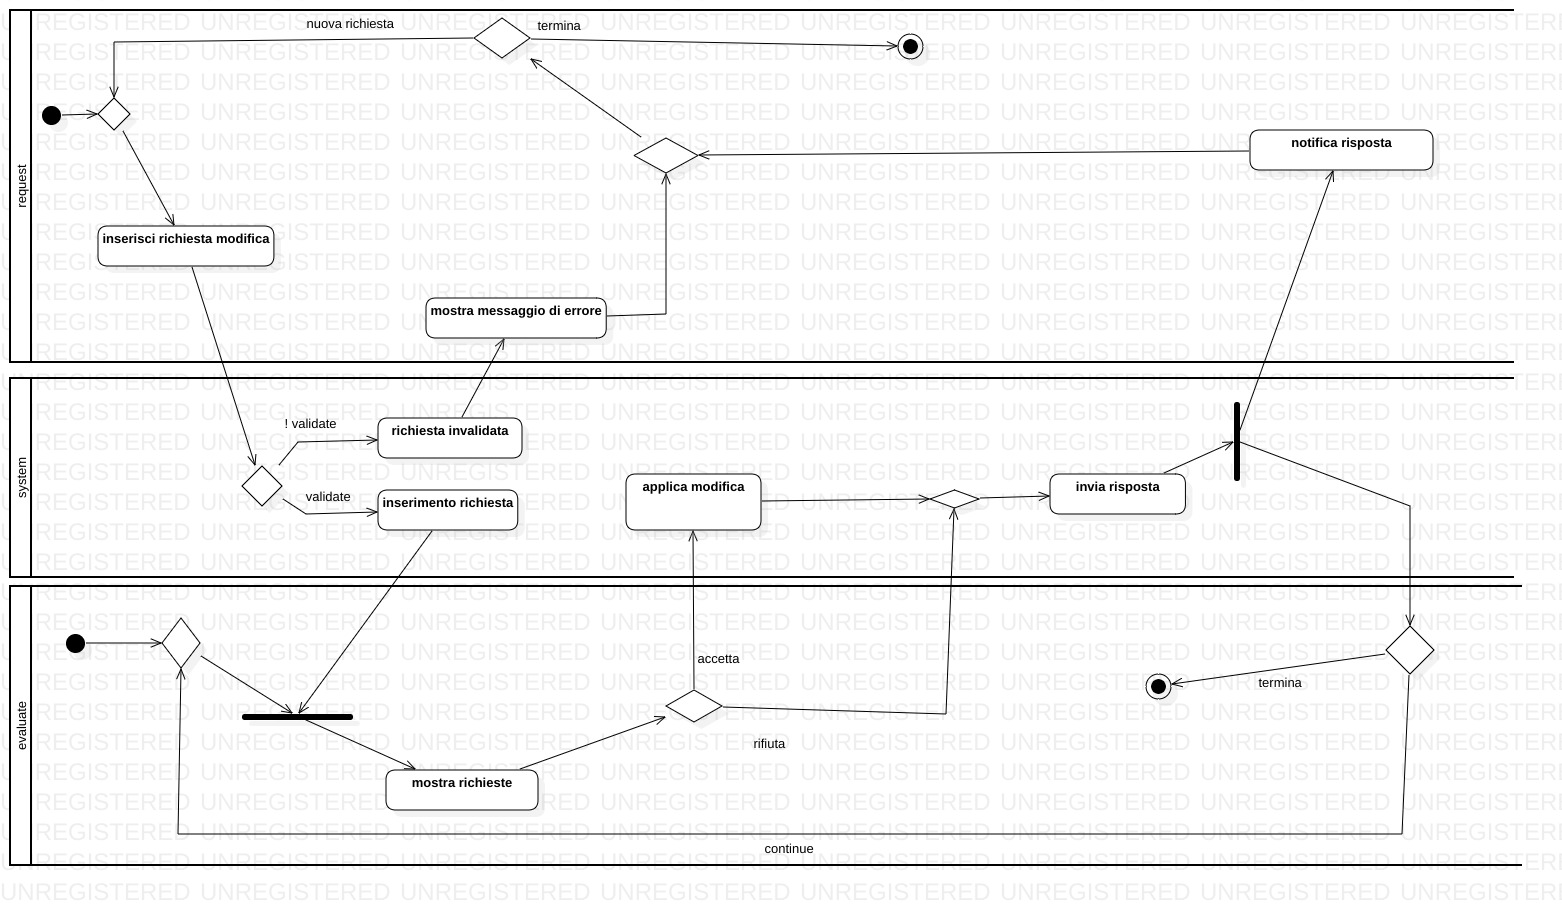 nuova richiesta
termina
request
notifica risposta
inserisci richiesta modifica
mostra messaggio di errore
system
! validate
richiesta invalidata
validate
inserimento richiesta
applica modifica
invia risposta
evaluate
accetta
termina
rifiuta
mostra richieste
continue
UNREGISTERED UNREGISTERED UNREGISTERED UNREGISTERED UNREGISTERED UNREGISTERED UNREGISTERED UNREGISTERED